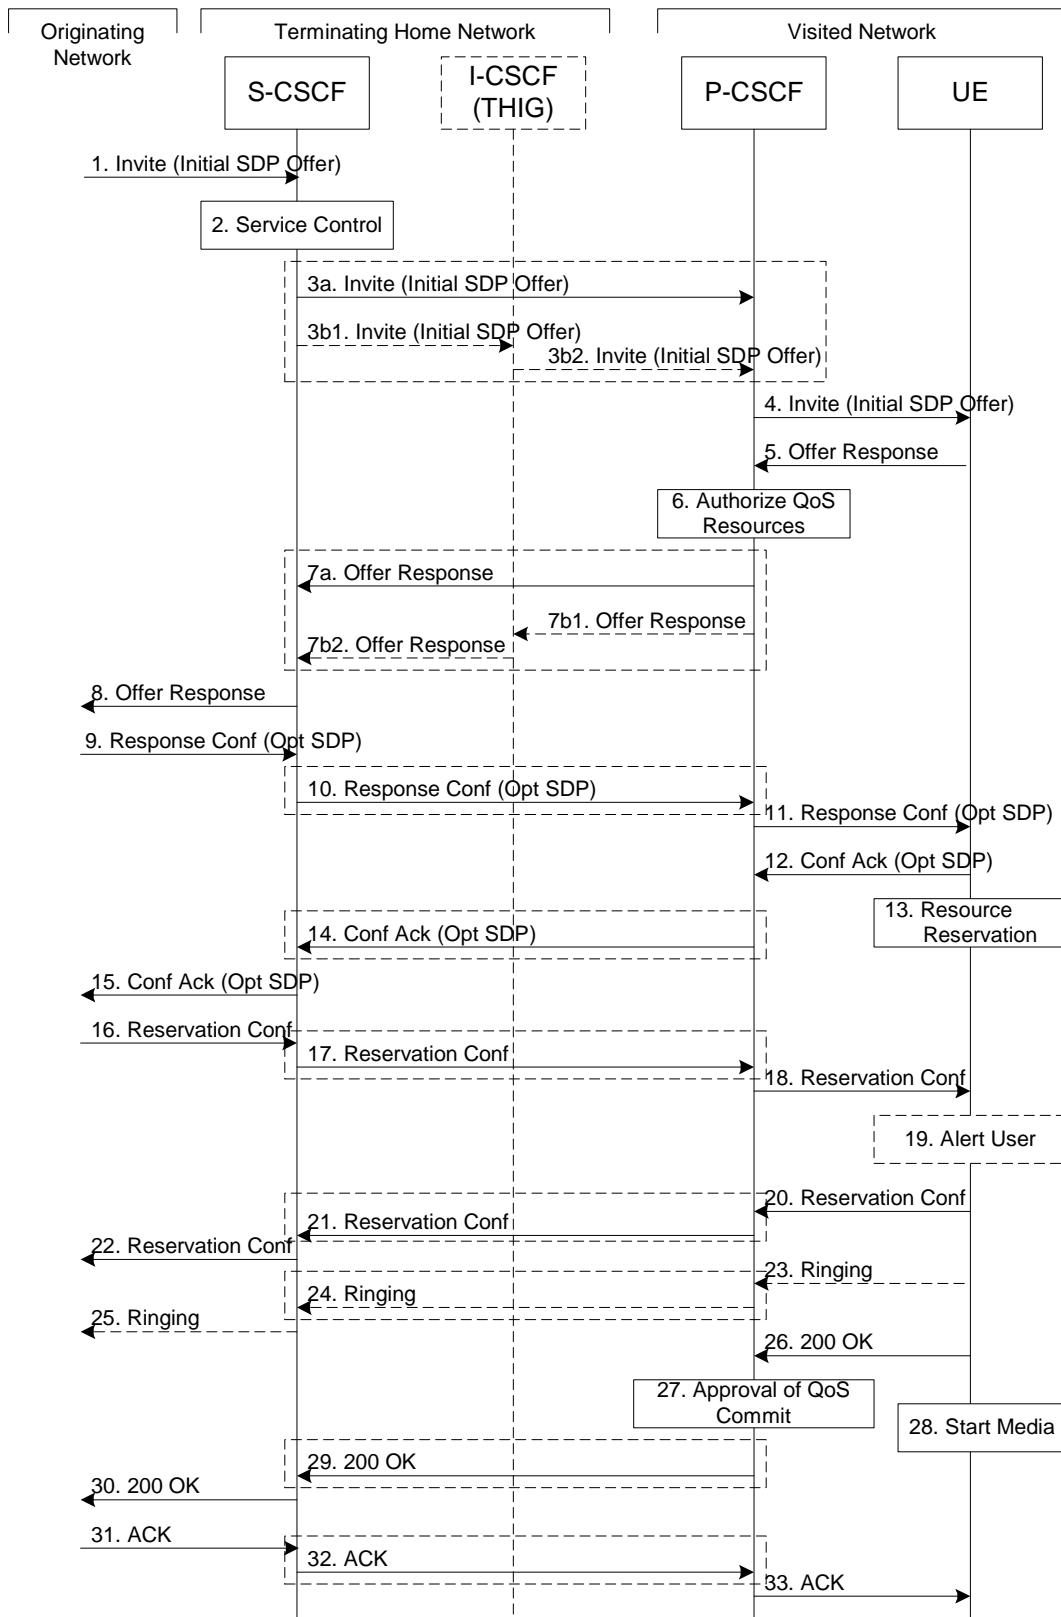 Originating
Network
Terminating Home Network
Visited Network
S-CSCF
I-CSCF
(THIG)
P-CSCF
UE
1. Invite (Initial SDP Offer)
2. Service Control
3a. Invite (Initial SDP Offer)
3b1. Invite (Initial SDP Offer)
3b2. Invite (Initial SDP Offer)
4. Invite (Initial SDP Offer)
5. Offer Response
6. Authorize QoS
Resources
7a. Offer Response
7b1. Offer Response
7b2. Offer Response
8. Offer Response
9. Response Conf (Opt SDP)
10. Response Conf (Opt SDP)
11. Response Conf (Opt SDP)
12. Conf Ack (Opt SDP)
13. Resource
Reservation
14. Conf Ack (Opt SDP)
15. Conf Ack (Opt SDP)
16. Reservation Conf
17. Reservation Conf
18. Reservation Conf
19. Alert User
20. Reservation Conf
21. Reservation Conf
22. Reservation Conf
23. Ringing
24. Ringing
25. Ringing
26. 200 OK
27. Approval of QoS
Commit
28. Start Media
29. 200 OK
30. 200 OK
31. ACK
32. ACK
33. ACK